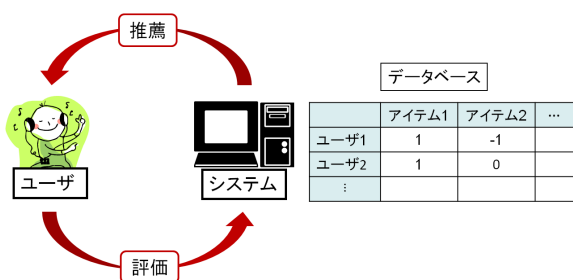 推薦
データベース
アイテム1 アイテム2 …
ユーザ1 1 -1
ユーザ2 1 0
⋮
ユーザ
システム
評価